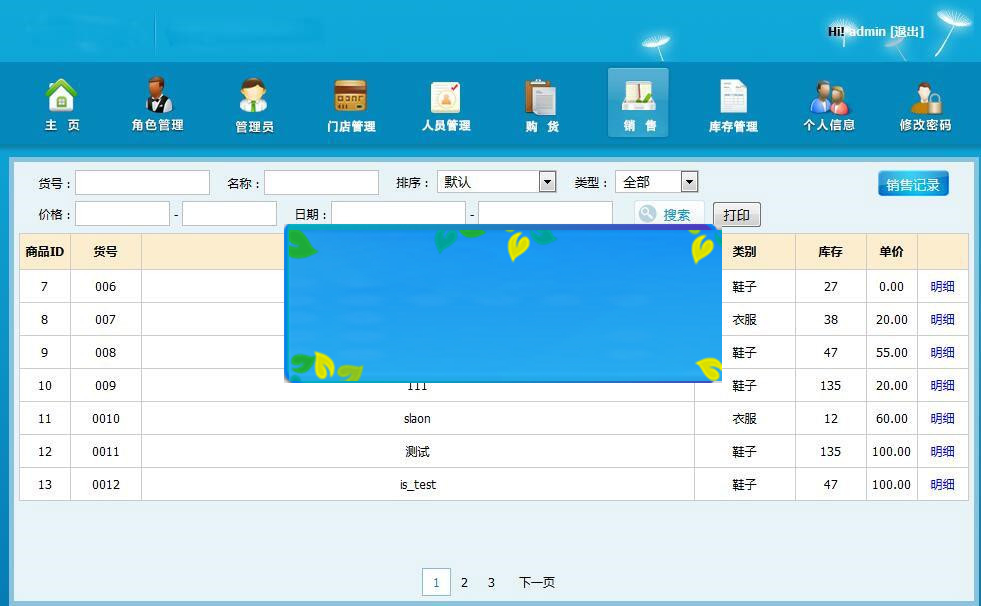 Hi! admin [退出]
主 页 角色管理 管理员 门店管理 人员管理 购 货 销 售 库存管理 个人信息 修改密码
货号: 名称: 排序: 默认 类型: 全部 销售记录
价格: - 日期: - 搜索 打印
商品ID 货号 类别 库存 单价
7 006 鞋子 27 0.00 明细
8 007 衣服 38 20.00 明细
9 008 鞋子 47 55.00 明细
10 009 111 鞋子 135 20.00 明细
11 0010 slaon 衣服 12 60.00 明细
12 0011 测试 鞋子 135 100.00 明细
13 0012 is_test 鞋子 47 100.00 明细
1 2 3 下一页